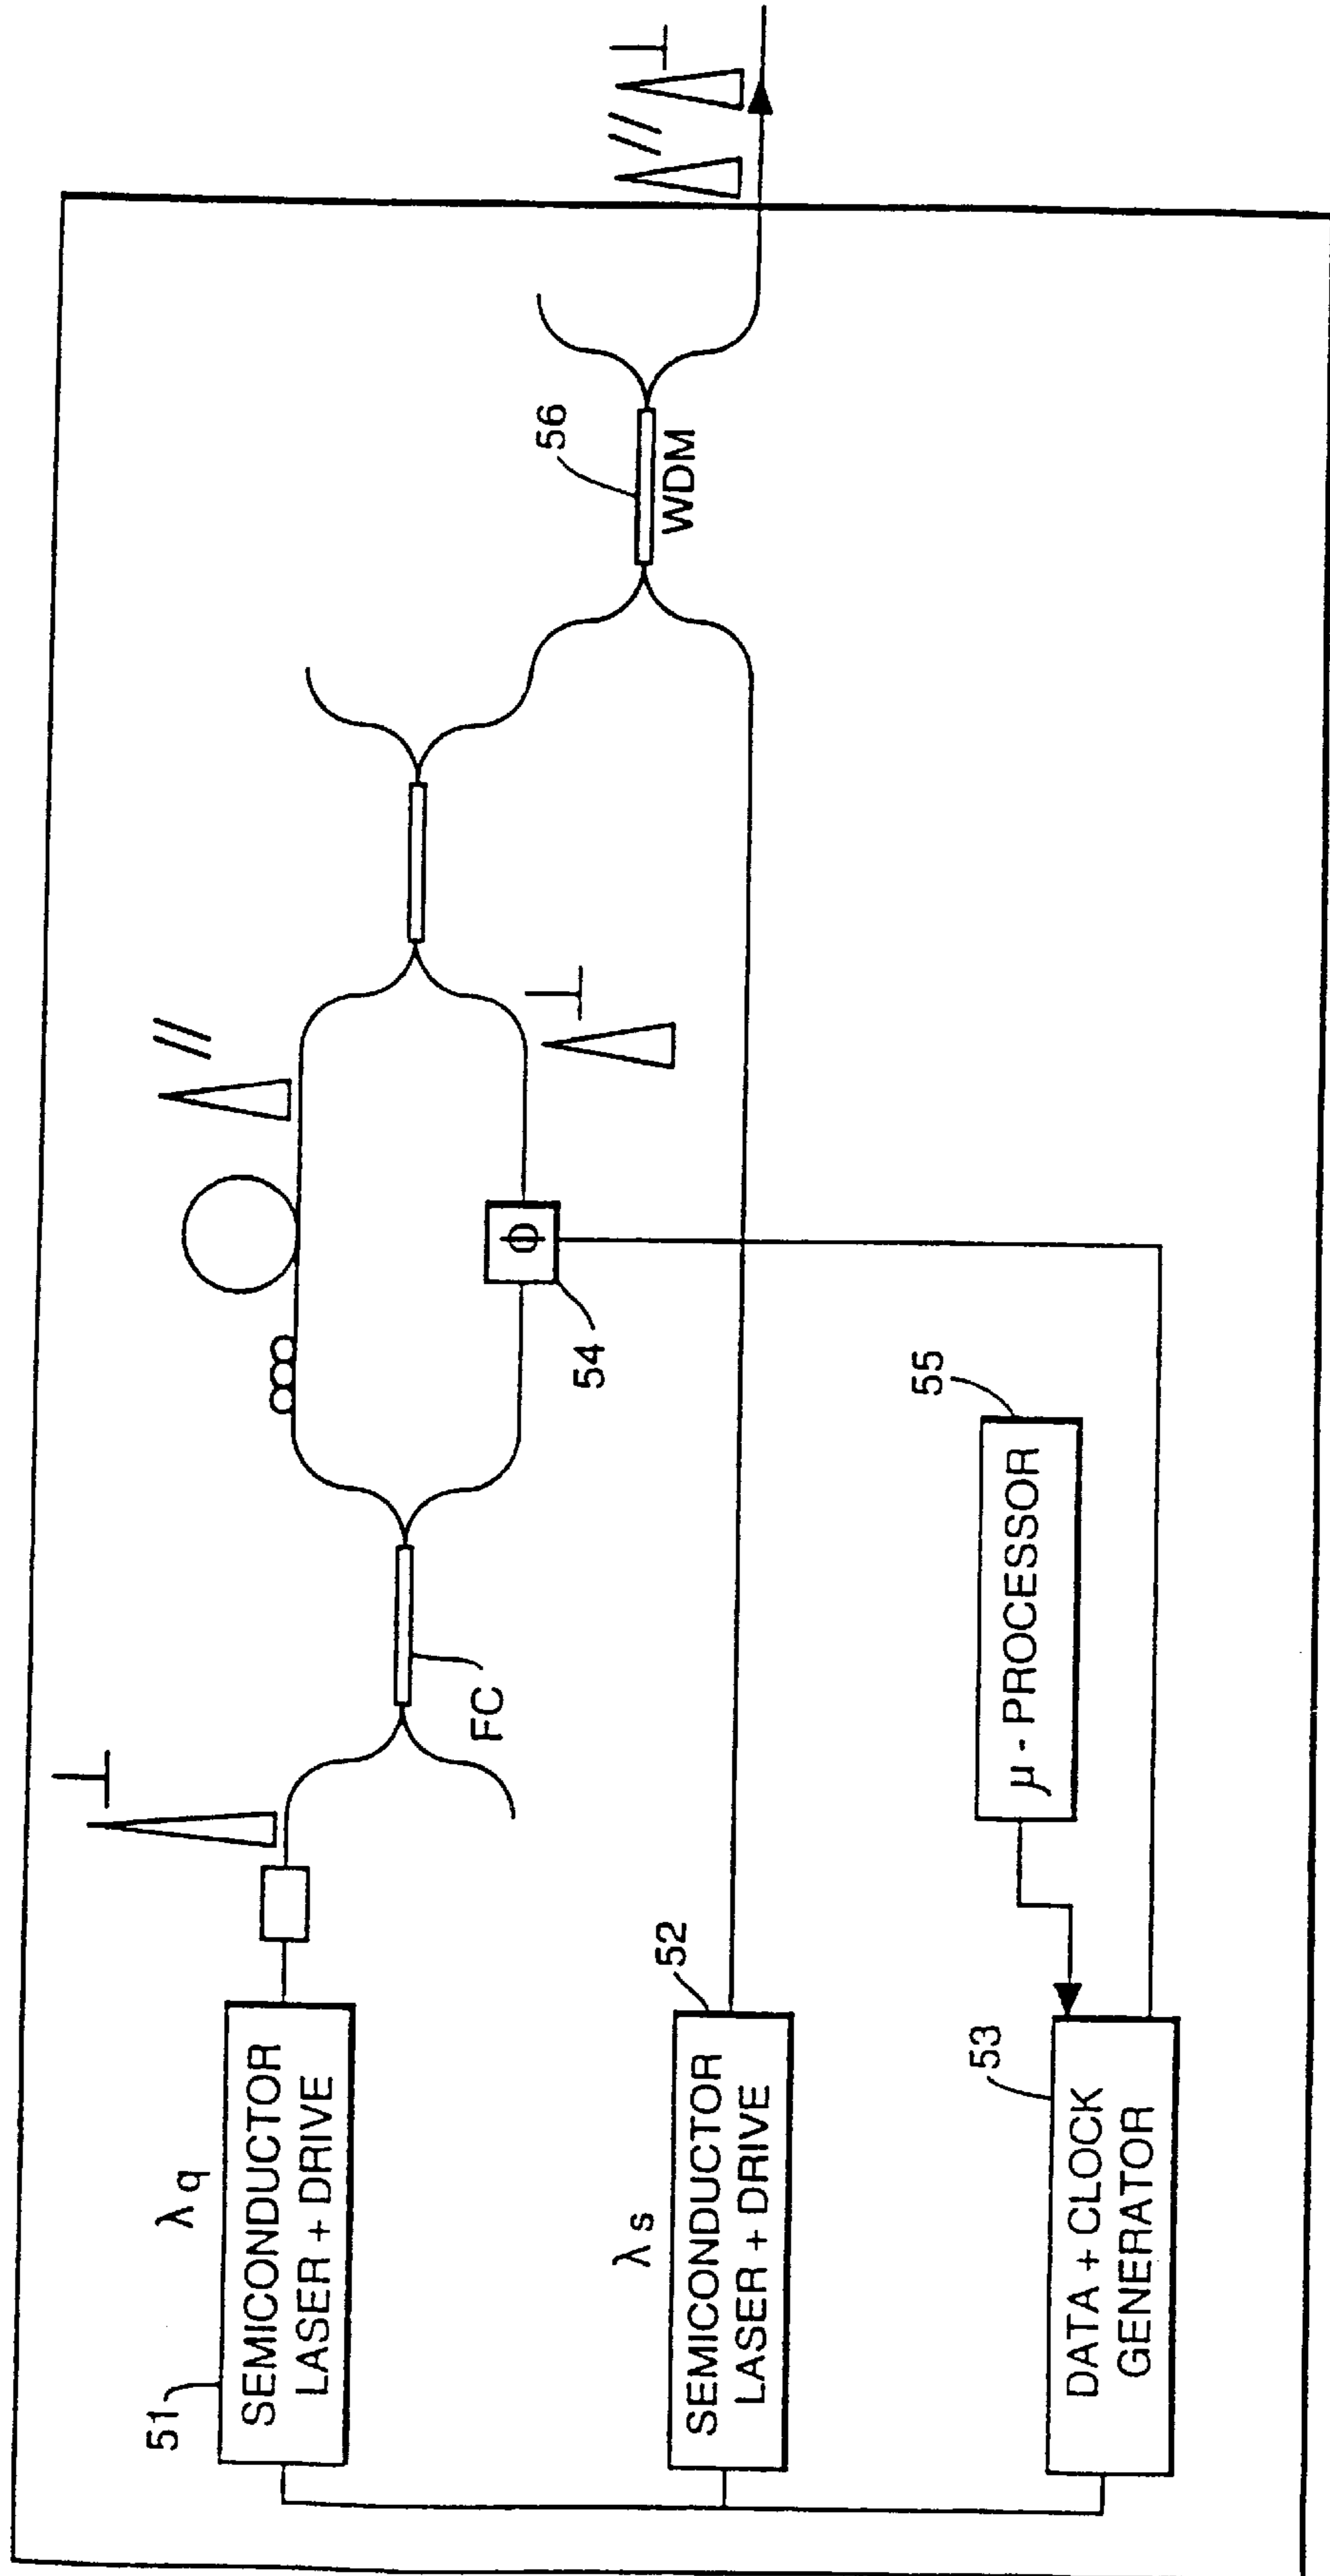 51
λq
SEMICONDUCTOR
LASER + DRIVE
⊥
FC
//
54
Φ
⊥
56
WDM
//
⊥
λs
52
SEMICONDUCTOR
LASER + DRIVE
53
DATA + CLOCK
GENERATOR
55
μ - PROCESSOR